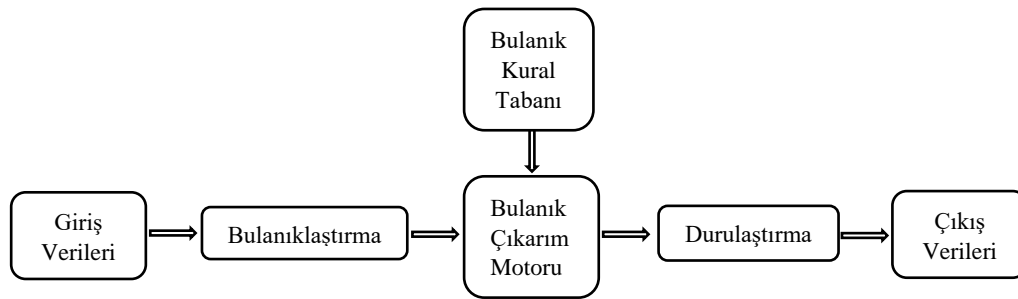 Bulanık
Kural
Tabanı
Giriş
Verileri
Bulanıklaştırma
Bulanık
Çıkarım
Motoru
Durulaştırma
Çıkış
Verileri